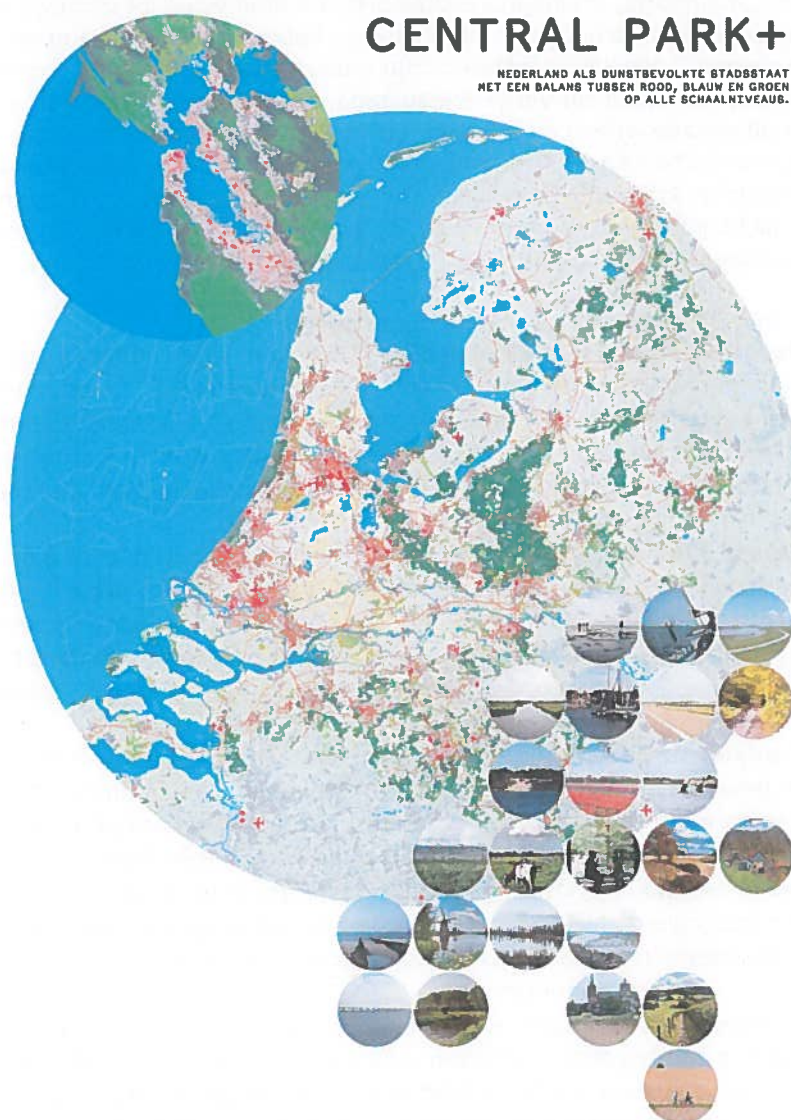 CENTRAL PARK+
NEDERLAND ALS DUNSTBEVOLKTE STADSSTAAT
MET EEN BALANS TUSSEN ROOD, BLAUW EN GROEN
OP ALLE SCHAALNIVEAUS.